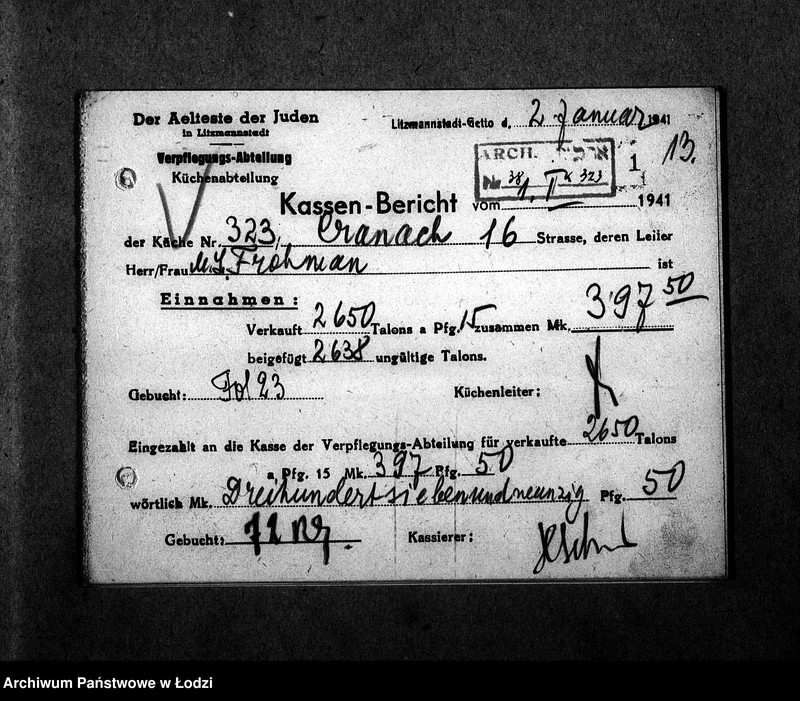 Der Aelteste der Juden
in Litzmannstadt
Litzmannstadt-Getto d. 2 Januar 1941
Verpflegungs-Abteilung
Küchenabteilung
ARCH.
Nr 38 K 323
1
13.
Kassen-Bericht vom 1. I 1941
der Küche Nr. 323, Cranach 16 Strasse, deren Leiter
Herr/Frau M. Frohman ist
Einnahmen:
Verkauft 2650 Talons a Pfg. 15 zusammen Mk. 397 50
beigefügt 2638 ungültige Talons.
Gebucht: Fol 23 Küchenleiter:
Eingezahlt an die Kasse der Verpflegungs-Abteilung für verkaufte 2650 Talons
a Pfg. 15 Mk. 397 Pfg. 50
wörtlich Mk. Dreihundertsiebenundneunzig Pfg. 50
Gebucht: Kassierer:
Archiwum Państwowe w Łodzi